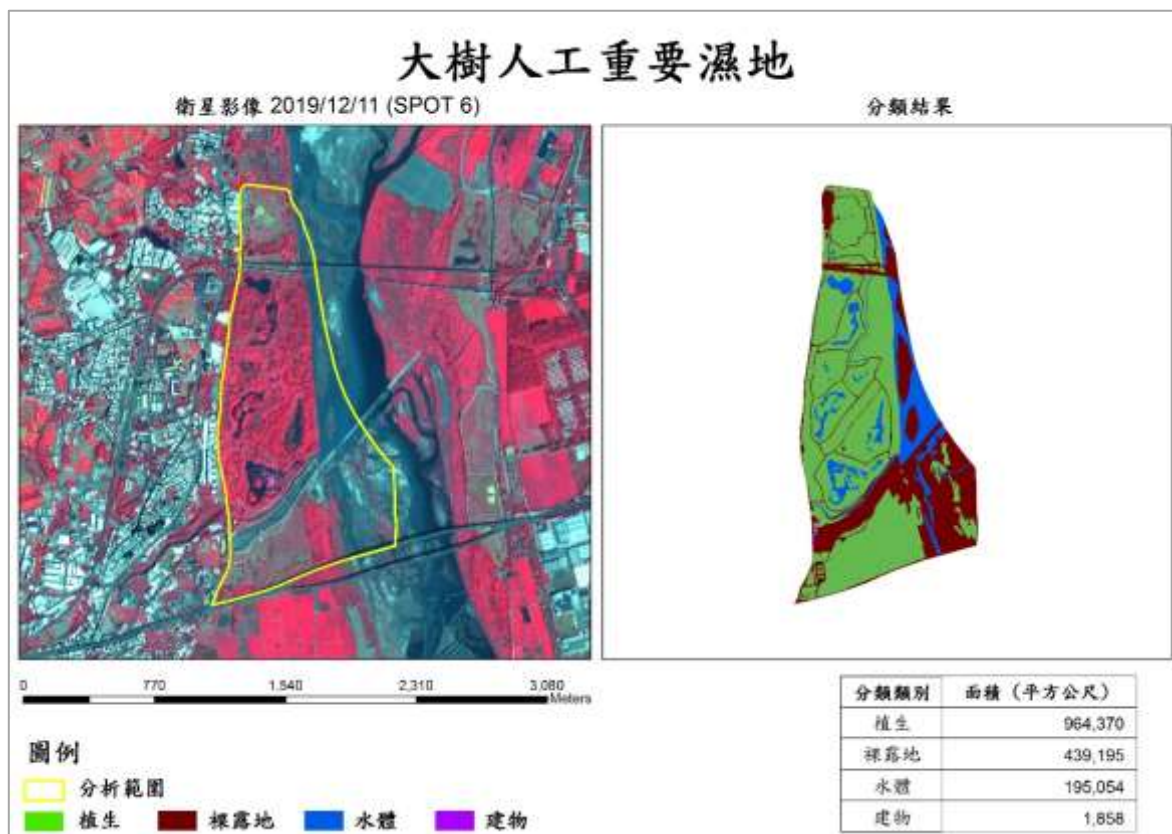 大樹人工重要濕地
衛星影像 2019/12/11 (SPOT 6)
分類結果
0 770 1,540 2,310 3,080
Meters
圖例
分析範圍
植生 裸露地 水體 建物
分類類別 面積（平方公尺）
植生 964,370
裸露地 439,195
水體 195,054
建物 1,858